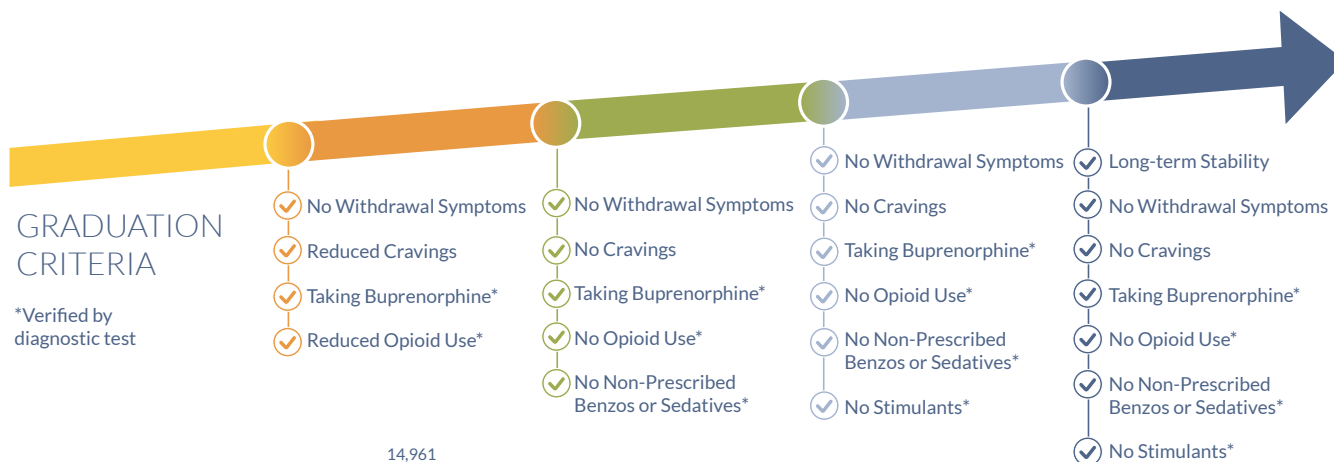 GRADUATION
CRITERIA
*Verified by
diagnostic test
No Withdrawal Symptoms
Reduced Cravings
Taking Buprenorphine*
Reduced Opioid Use*
No Withdrawal Symptoms
No Cravings
Taking Buprenorphine*
No Opioid Use*
No Non-Prescribed
Benzos or Sedatives*
No Withdrawal Symptoms
No Cravings
Taking Buprenorphine*
No Opioid Use*
No Non-Prescribed
Benzos or Sedatives*
No Stimulants*
Long-term Stability
No Withdrawal Symptoms
No Cravings
Taking Buprenorphine*
No Opioid Use*
No Non-Prescribed
Benzos or Sedatives*
No Stimulants*
14,961